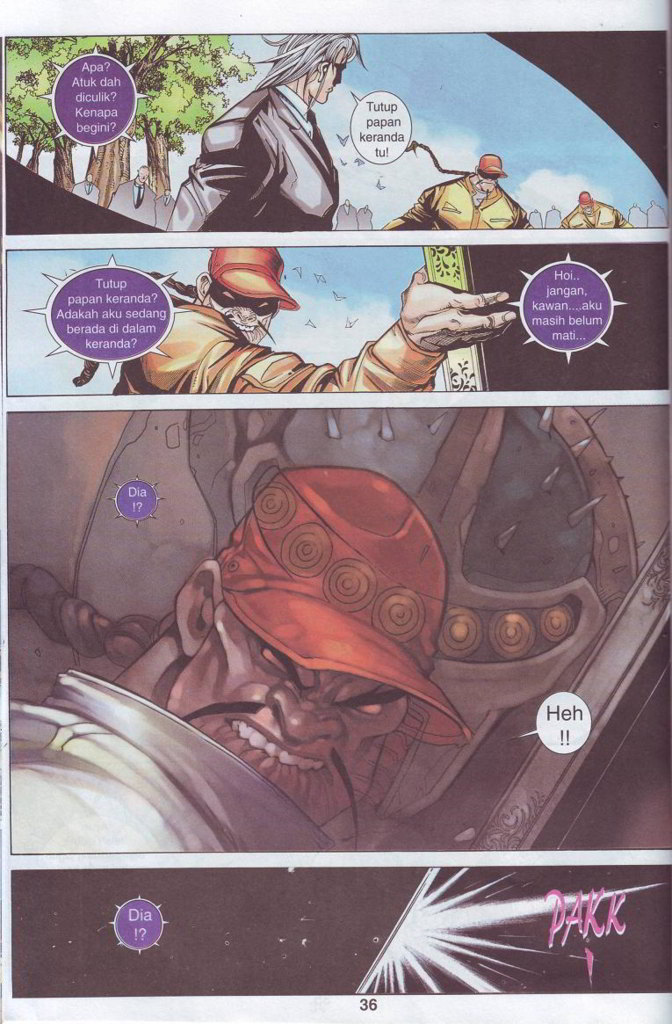 Apa?
Atuk dah
diculik?
Kenapa
begini?
Tutup
papan
keranda
tu!
Tutup
papan keranda?
Adakah aku sedang
berada di dalam
keranda?
Hoi..
jangan,
kawan....aku
masih belum
mati...
Dia
!?
Heh
!!
Dia
!?
PAKK
!
36